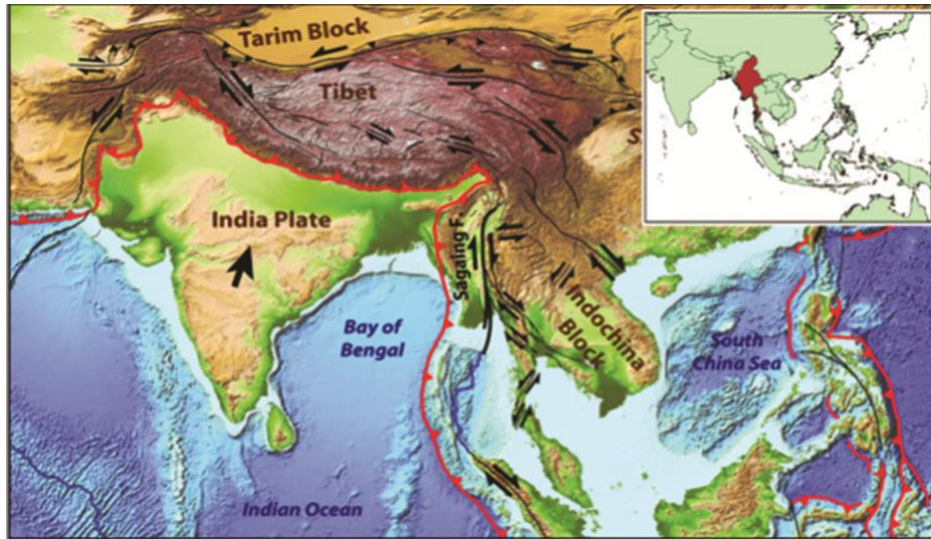 Tarim Block
Tibet
S
India Plate
Sagaing F.
Indochina
Block
Bay of
Bengal
South
China Sea
Indian Ocean